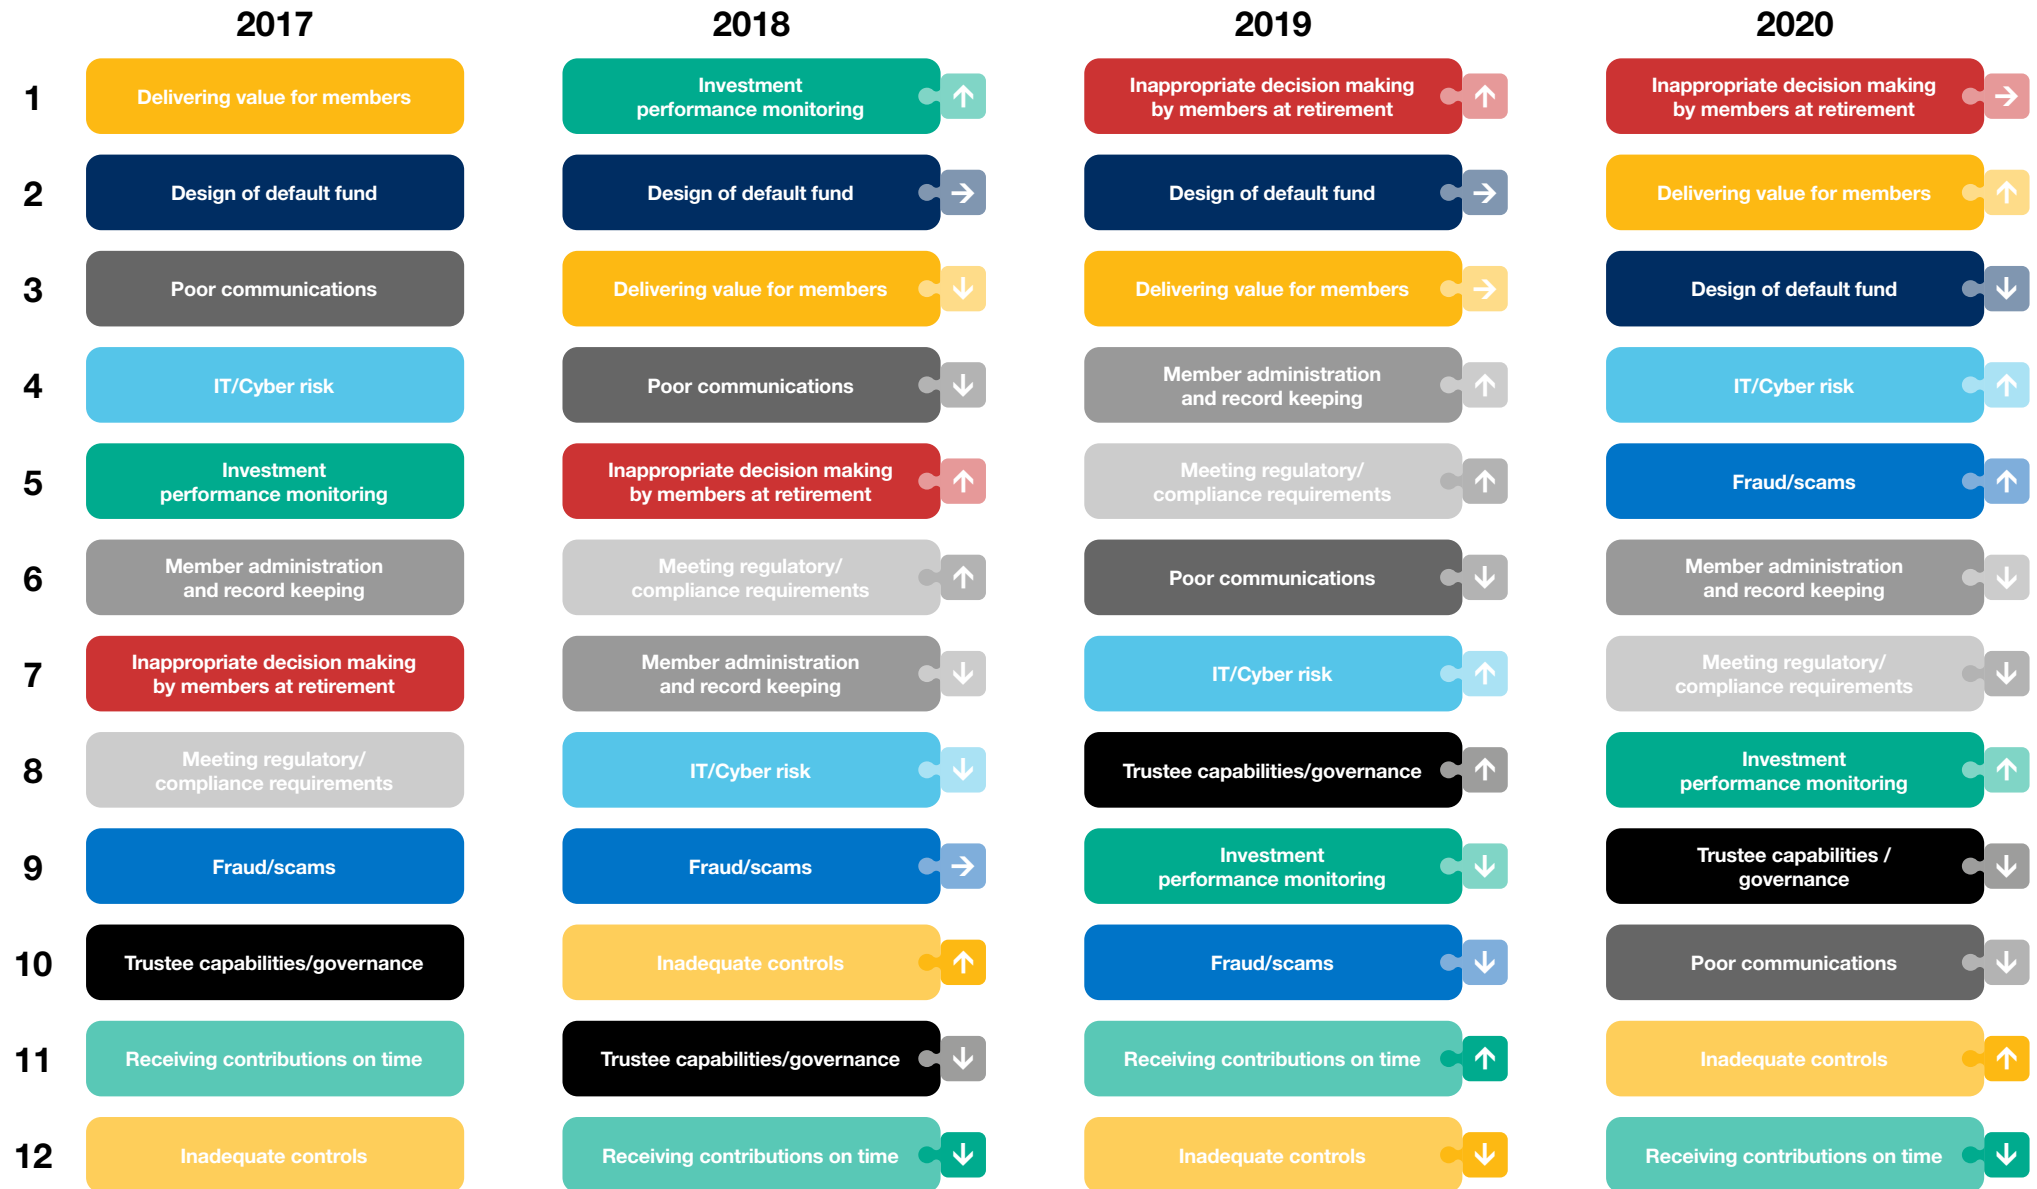 2017 2018 2019 2020
1
Delivering value for members
Investment
performance monitoring
Inappropriate decision making
by members at retirement
Inappropriate decision making
by members at retirement
2
Design of default fund
Design of default fund
Design of default fund
Delivering value for members
3
Poor communications
Delivering value for members
Delivering value for members
Design of default fund
4
IT/Cyber risk
Poor communications
Member administration
and record keeping
IT/Cyber risk
5
Investment
performance monitoring
Inappropriate decision making
by members at retirement
Meeting regulatory/
compliance requirements
Fraud/scams
6
Member administration
and record keeping
Meeting regulatory/
compliance requirements
Poor communications
Member administration
and record keeping
7
Inappropriate decision making
by members at retirement
Member administration
and record keeping
IT/Cyber risk
Meeting regulatory/
compliance requirements
8
Meeting regulatory/
compliance requirements
IT/Cyber risk
Trustee capabilities/governance
Investment
performance monitoring
9
Fraud/scams
Fraud/scams
Investment
performance monitoring
Trustee capabilities /
governance
10
Trustee capabilities/governance
Inadequate controls
Fraud/scams
Poor communications
11
Receiving contributions on time
Trustee capabilities/governance
Receiving contributions on time
Inadequate controls
12
Inadequate controls
Receiving contributions on time
Inadequate controls
Receiving contributions on time